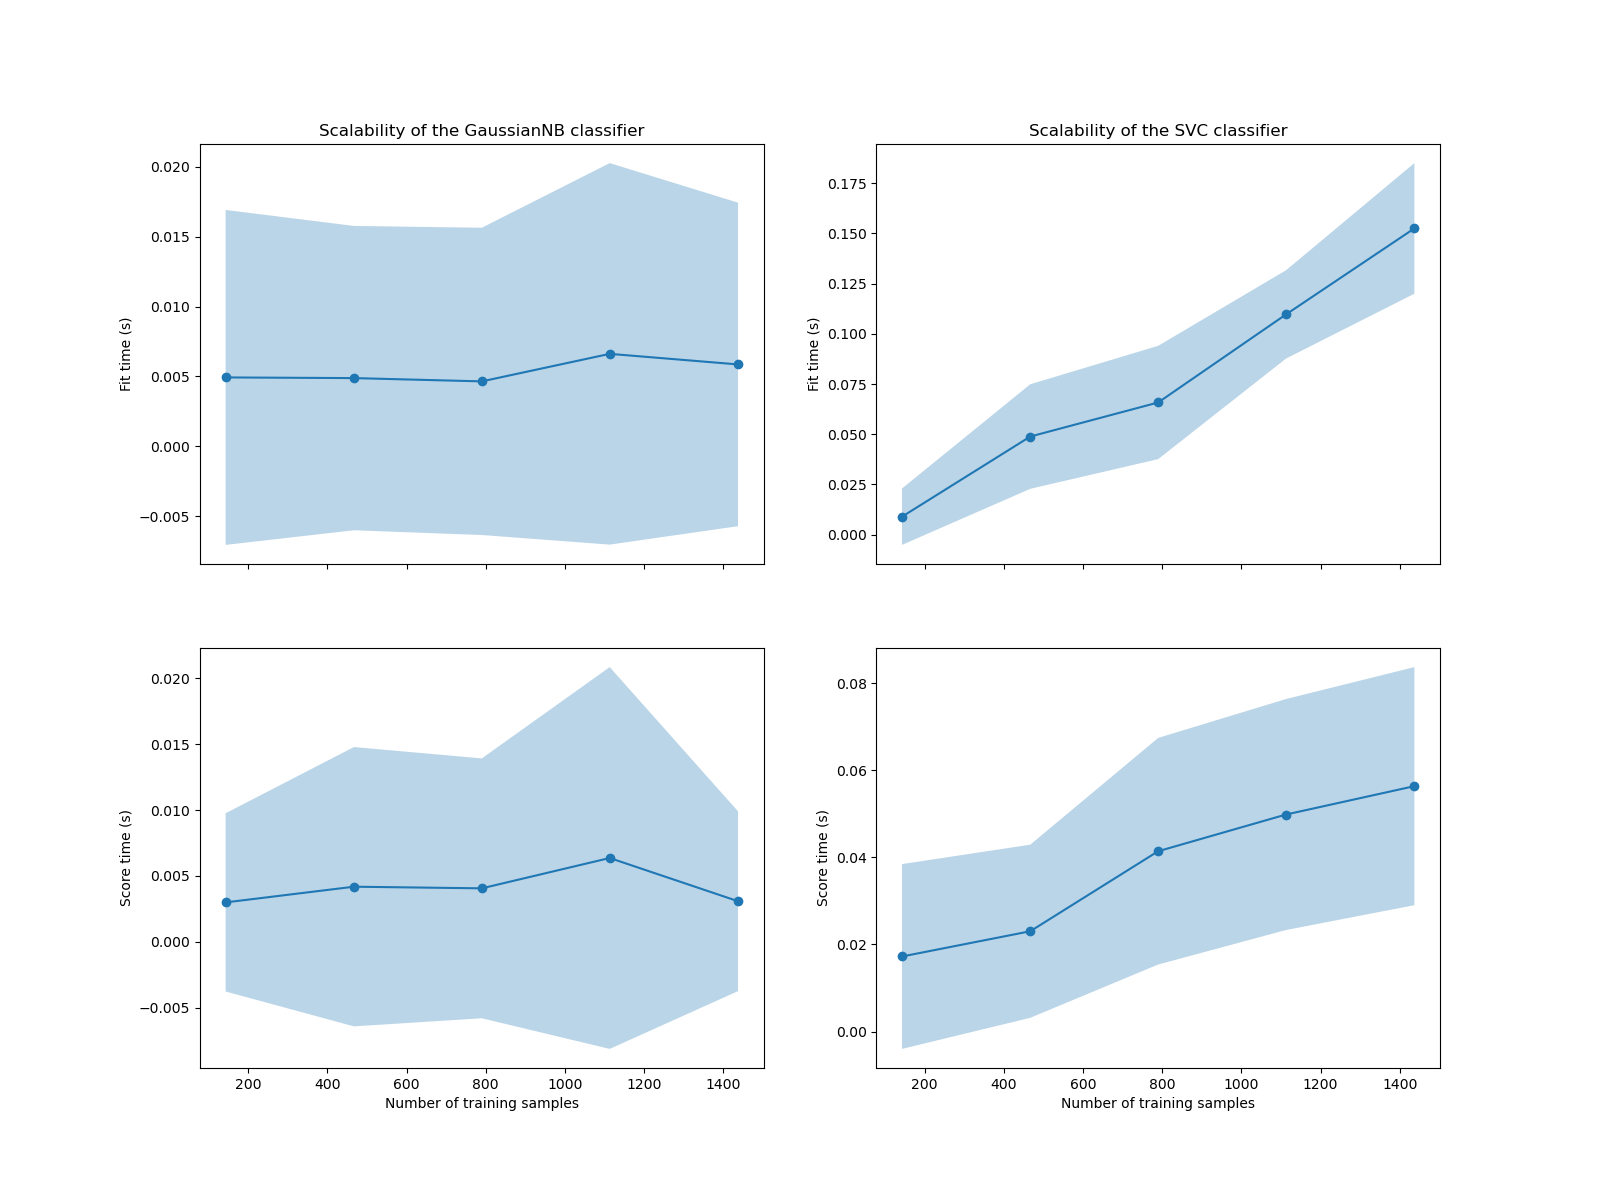 Scalability of the GaussianNB classifier
0.020
0.015
0.010
0.005
0.000
−0.005
Fit time (s)
Scalability of the SVC classifier
0.175
0.150
0.125
0.100
0.075
0.050
0.025
0.000
Fit time (s)
0.020
0.015
0.010
0.005
0.000
−0.005
Score time (s)
200 400 600 800 1000 1200 1400
Number of training samples
0.08
0.06
0.04
0.02
0.00
Score time (s)
200 400 600 800 1000 1200 1400
Number of training samples